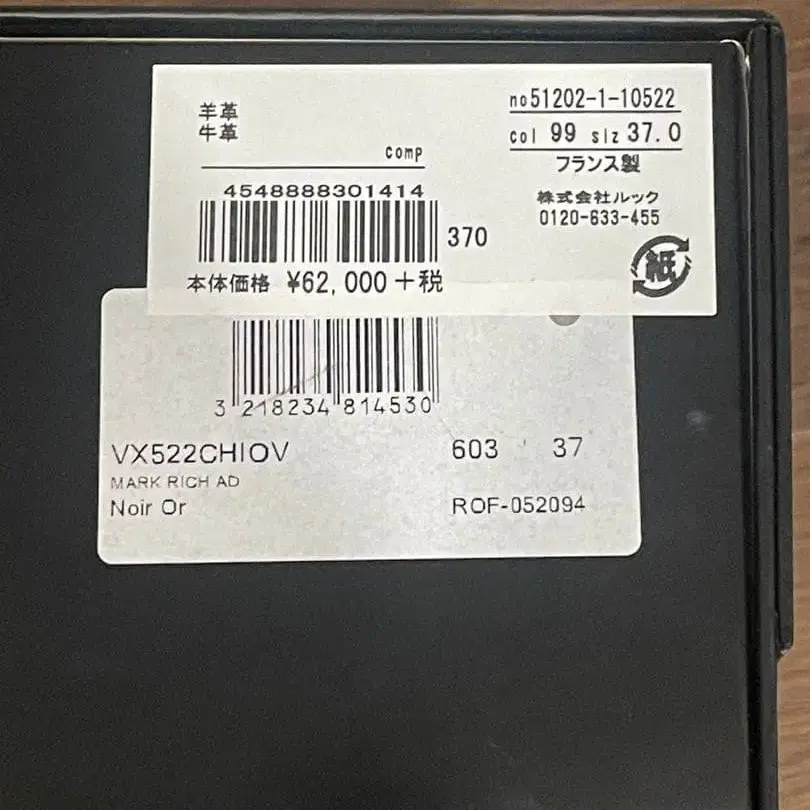 羊革
牛革
comp
4548888301414
370
本体価格 ¥62,000+税
no51202-1-10522
col 99 siz 37.0
フランス製
株式会社ルック
0120-633-455
紙
3 218234 814530
VX522CHIOV 603 37
MARK RICH AD
Noir Or ROF-052094